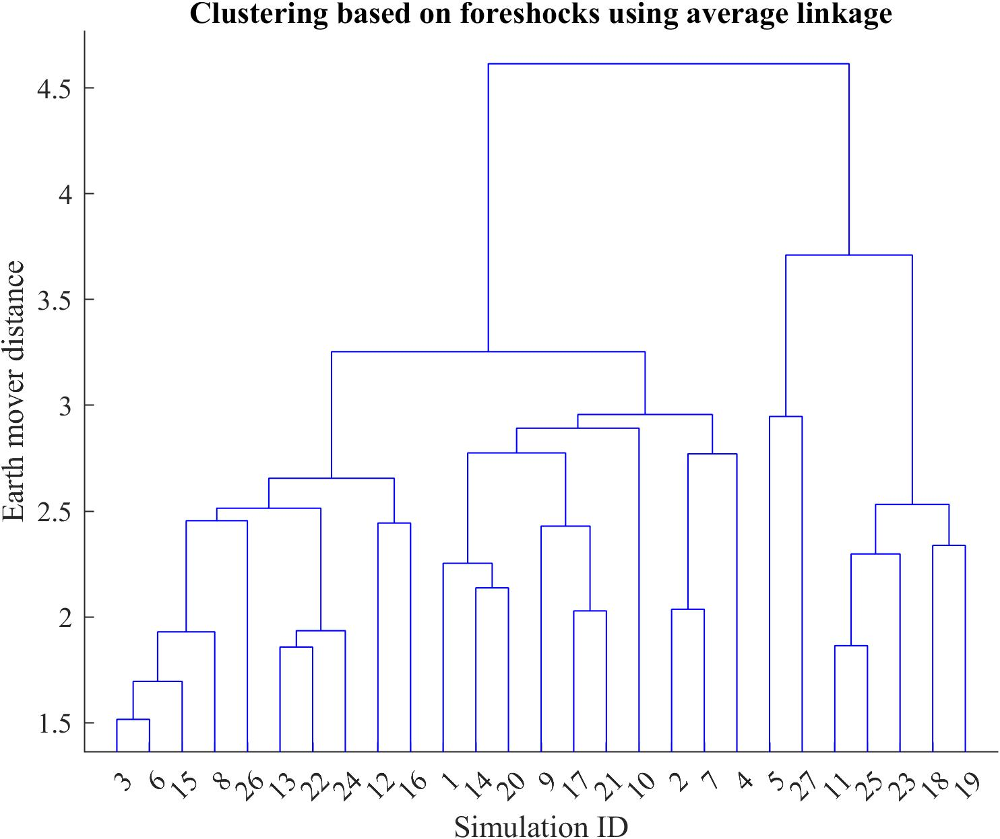 Clustering based on foreshocks using average linkage
Earth mover distance
4.5
4
3.5
3
2.5
2
1.5
3 6 15 8 26 13 22 24 12 16 1 14 20 9 17 21 10 2 7 4 5 27 11 25 23 18 19
Simulation ID